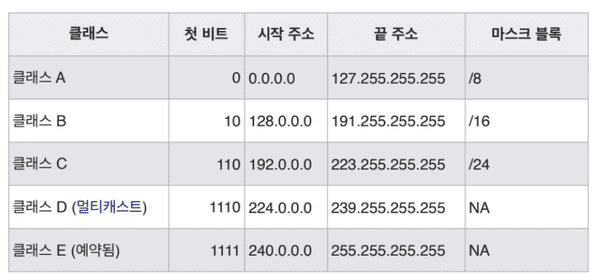 클래스 첫 비트 시작 주소 끝 주소 마스크 블록
클래스 A 0 0.0.0.0 127.255.255.255 /8
클래스 B 10 128.0.0.0 191.255.255.255 /16
클래스 C 110 192.0.0.0 223.255.255.255 /24
클래스 D (멀티캐스트) 1110 224.0.0.0 239.255.255.255 NA
클래스 E (예약됨) 1111 240.0.0.0 255.255.255.255 NA